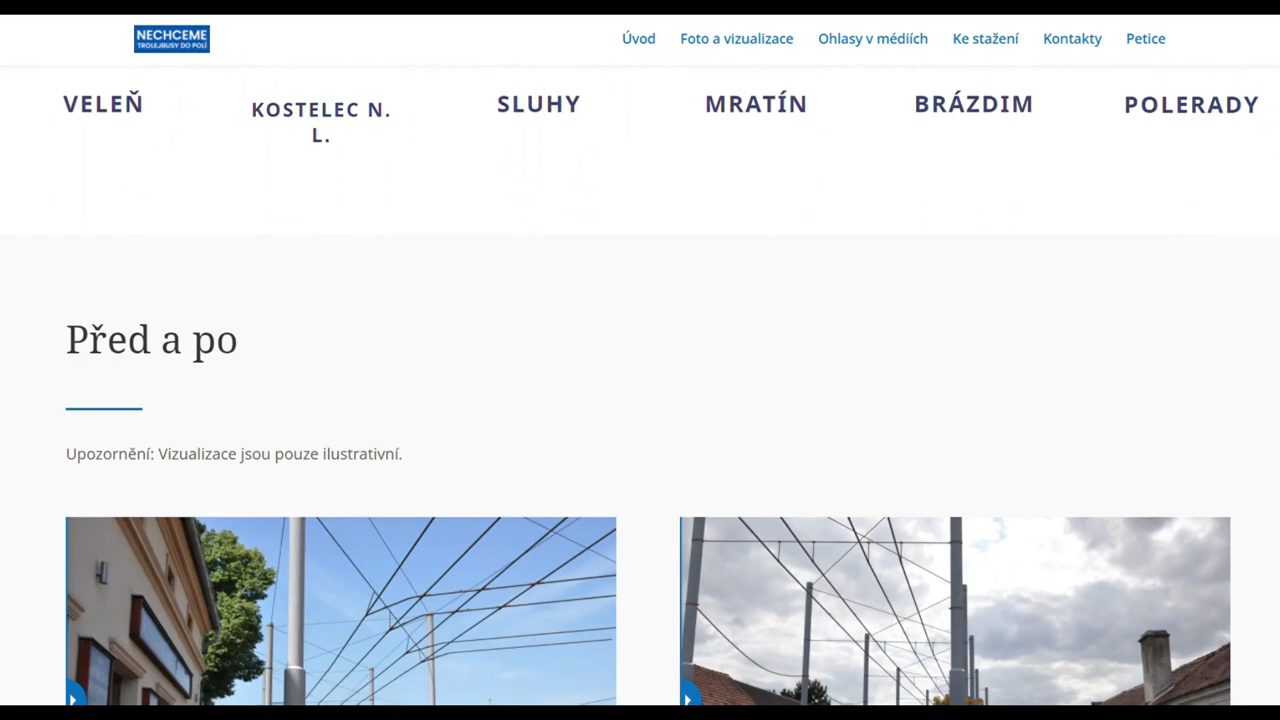 NECHCEME
TROLEJBUSY DO POLÍ
Úvod Foto a vizualizace Ohlasy v médiích Ke stažení Kontakty Petice
VELEŇ KOSTELEC N. L. SLUHY MRATÍN BRÁZDIM POLERADY
Před a po
Upozornění: Vizualizace jsou pouze ilustrativní.